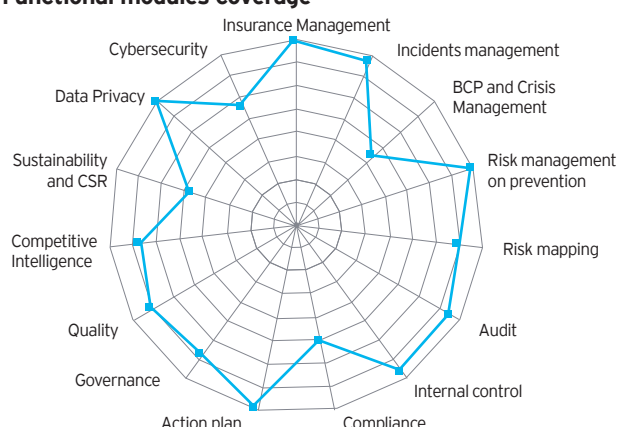 Functional modules coverage
Insurance Management
Cybersecurity
Incidents management
Data Privacy
BCP and Crisis
Management
Sustainability
and CSR
Risk management
on prevention
Competitive
Intelligence
Risk mapping
Quality
Audit
Governance
Internal control
Action plan
Compliance